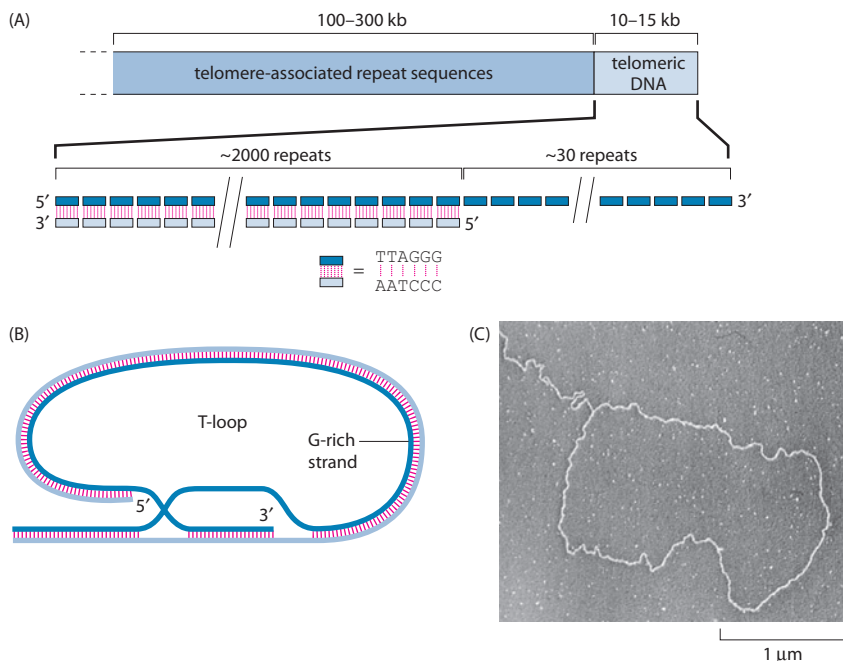 (A)
100–300 kb
10–15 kb
telomere-associated repeat sequences
telomeric
DNA
~2000 repeats
~30 repeats
5′
3′
3′
5′
= TTAGGG
AATCCC
(B)
(C)
T-loop
G-rich
strand
5′
3′
1 μm